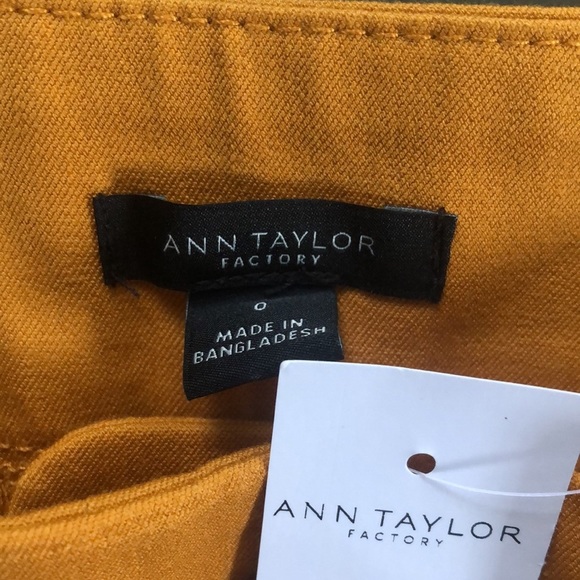 ANN TAYLOR
FACTORY
0
MADE IN
BANGLADESH
ANN TAYLOR
FACTORY